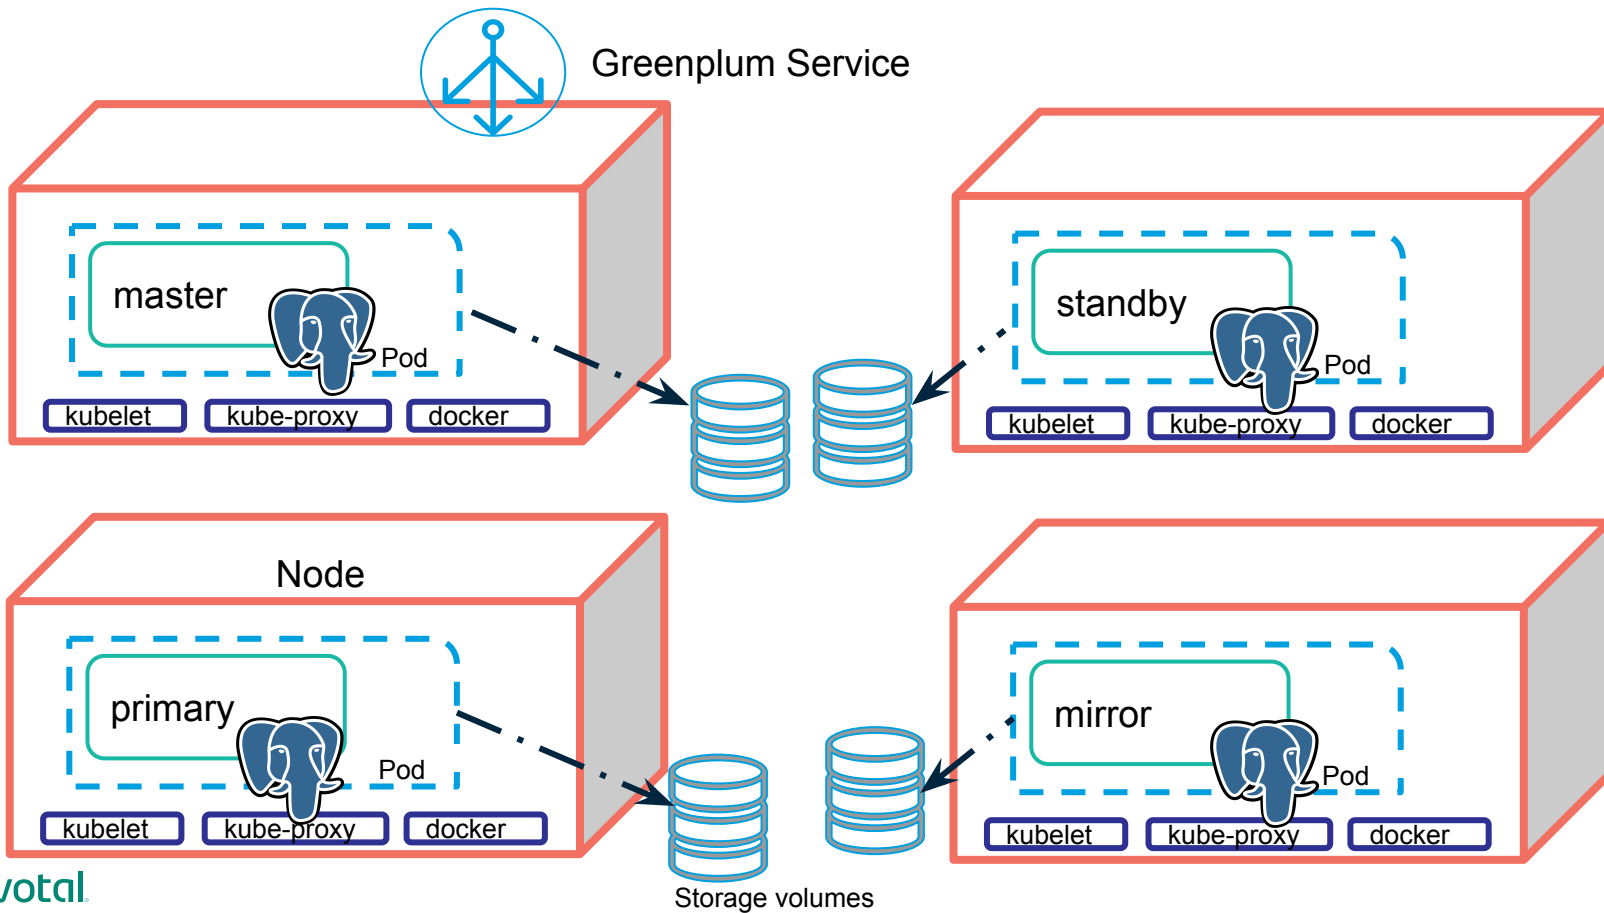 Greenplum Service
master
Pod
kubelet
kube-proxy
docker
standby
Pod
kubelet
kube-proxy
docker
Node
primary
Pod
kubelet
kube-proxy
docker
mirror
Pod
kubelet
kube-proxy
docker
Storage volumes
votal